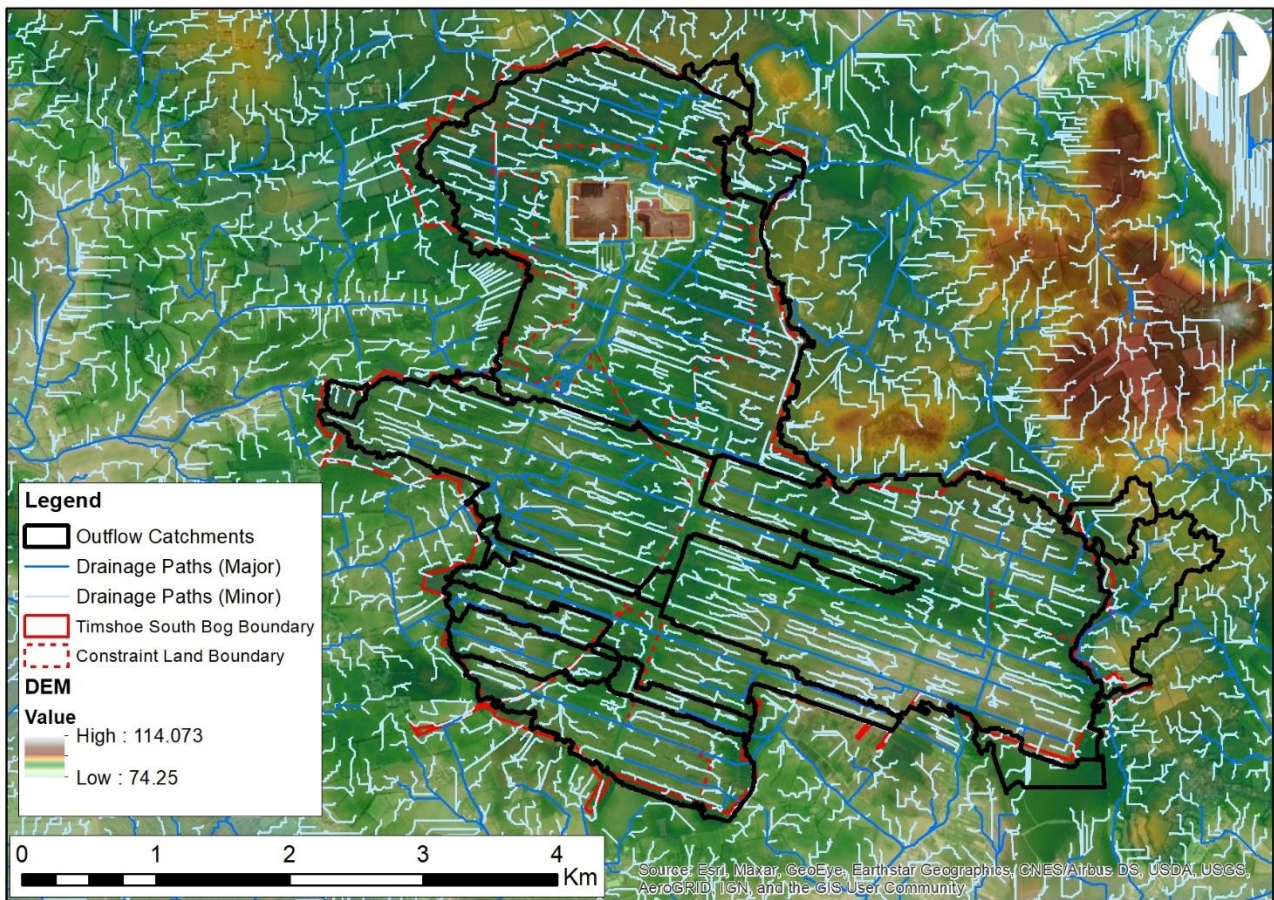 Legend
Outflow Catchments
Drainage Paths (Major)
Drainage Paths (Minor)
Timshoe South Bog Boundary
Constraint Land Boundary
DEM
Value
High : 114.073
Low : 74.25
0 1 2 3 4
Km
Source: Esri, Maxar, GeoEye, Earthstar Geographics, CNES/Airbus DS, USDA, USGS,
AeroGRID, IGN, and the GIS User Community